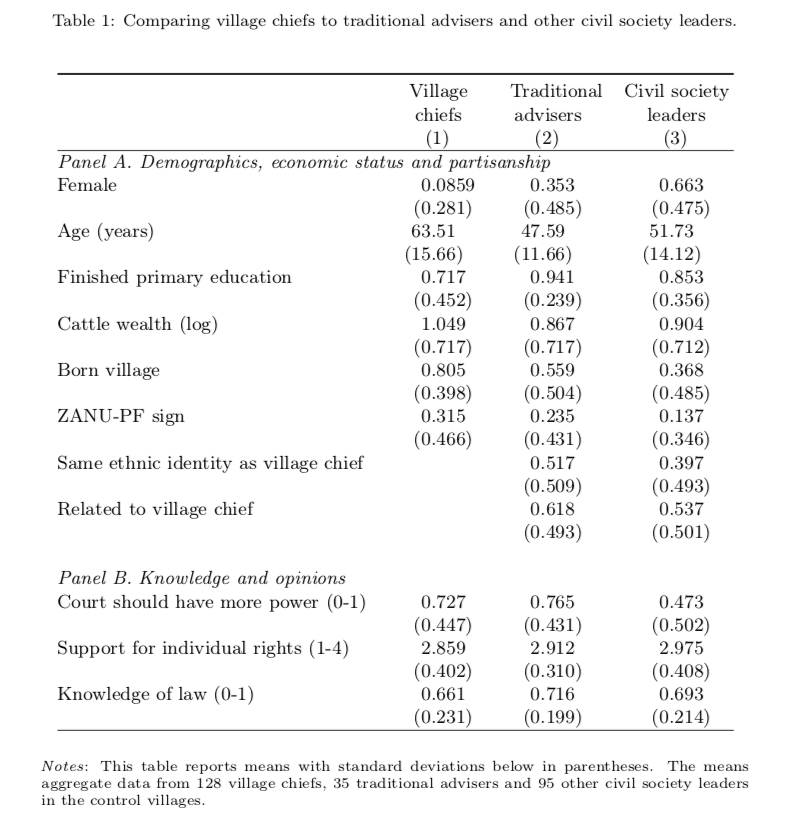 Table 1: Comparing village chiefs to traditional advisers and other civil society leaders.
Village Traditional Civil society
chiefs advisers leaders
(1) (2) (3)
Panel A. Demographics, economic status and partisanship
Female 0.0859 0.353 0.663
(0.281) (0.485) (0.475)
Age (years) 63.51 47.59 51.73
(15.66) (11.66) (14.12)
Finished primary education 0.717 0.941 0.853
(0.452) (0.239) (0.356)
Cattle wealth (log) 1.049 0.867 0.904
(0.717) (0.717) (0.712)
Born village 0.805 0.559 0.368
(0.398) (0.504) (0.485)
ZANU-PF sign 0.315 0.235 0.137
(0.466) (0.431) (0.346)
Same ethnic identity as village chief 0.517 0.397
(0.509) (0.493)
Related to village chief 0.618 0.537
(0.493) (0.501)
Panel B. Knowledge and opinions
Court should have more power (0-1) 0.727 0.765 0.473
(0.447) (0.431) (0.502)
Support for individual rights (1-4) 2.859 2.912 2.975
(0.402) (0.310) (0.408)
Knowledge of law (0-1) 0.661 0.716 0.693
(0.231) (0.199) (0.214)
Notes: This table reports means with standard deviations below in parentheses. The means
aggregate data from 128 village chiefs, 35 traditional advisers and 95 other civil society leaders
in the control villages.